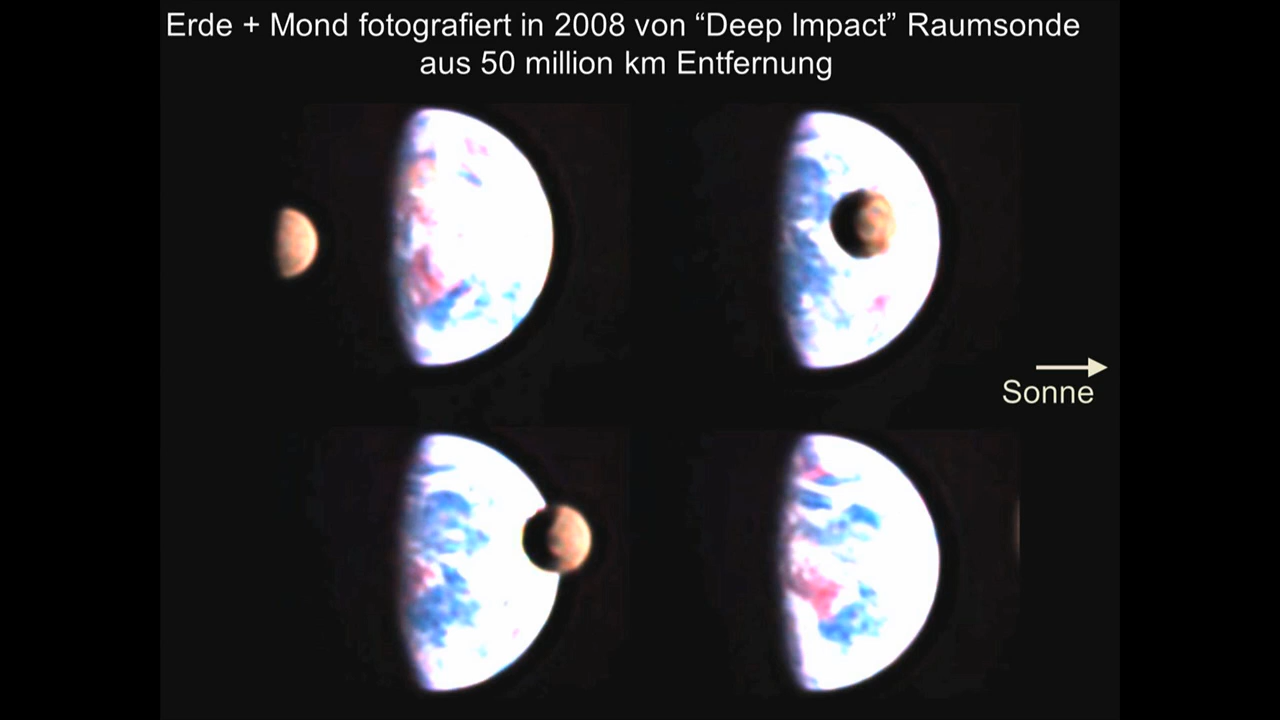 Erde + Mond fotografiert in 2008 von “Deep Impact” Raumsonde
aus 50 million km Entfernung
Sonne